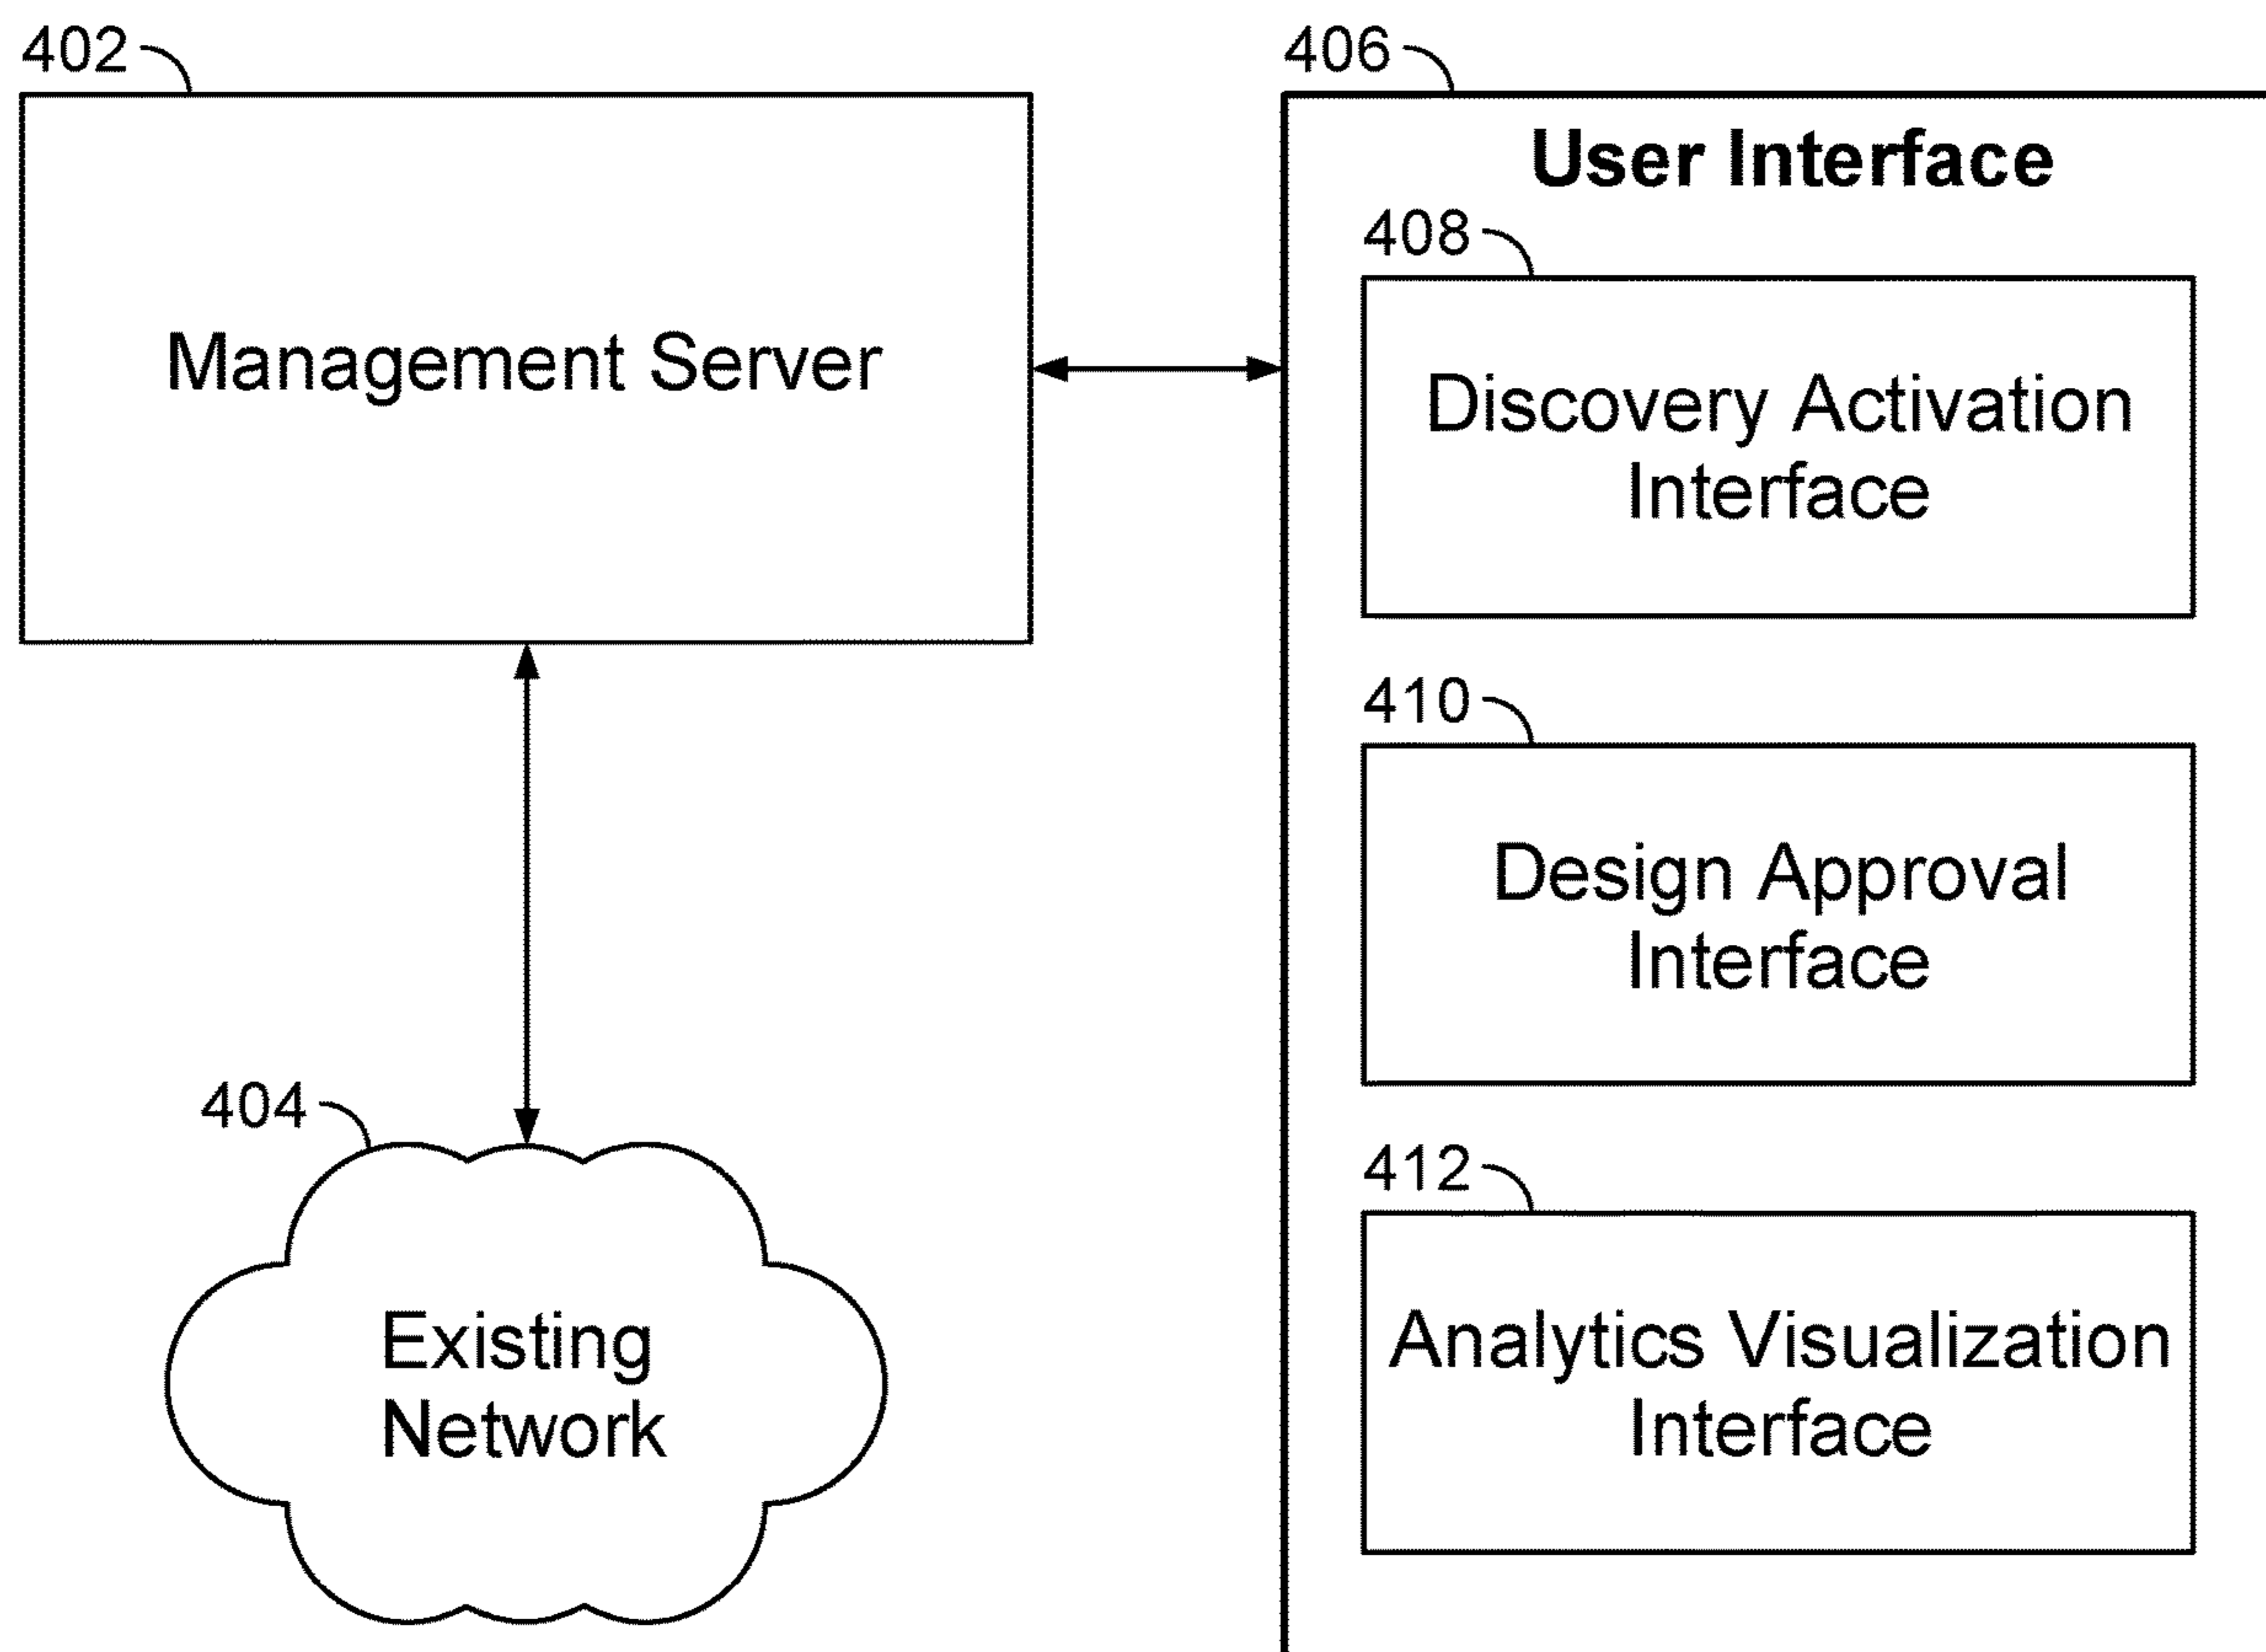 402
Management Server
404
Existing
Network
406
User Interface
408
Discovery Activation
Interface
410
Design Approval
Interface
412
Analytics Visualization
Interface